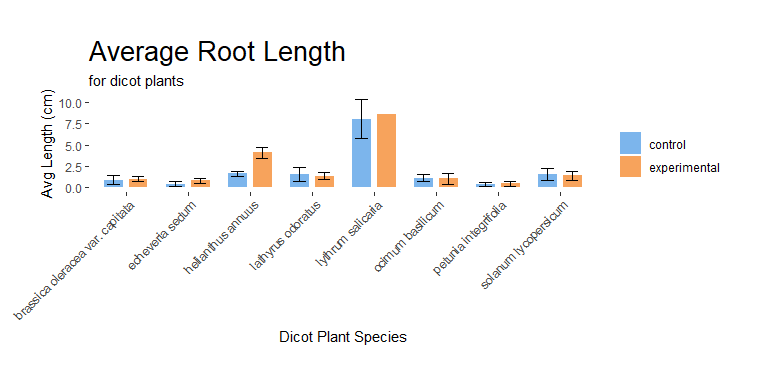 Average Root Length
for dicot plants
Avg Length (cm)
10.0
7.5
5.0
2.5
0.0
brassica oleracea var. capitata
echeveria sedum
helianthus annuus
lathyrus odoratus
lythrum salicaria
ocimum basilicum
petunia integrifolia
solanum lycopersicum
Dicot Plant Species
control
experimental